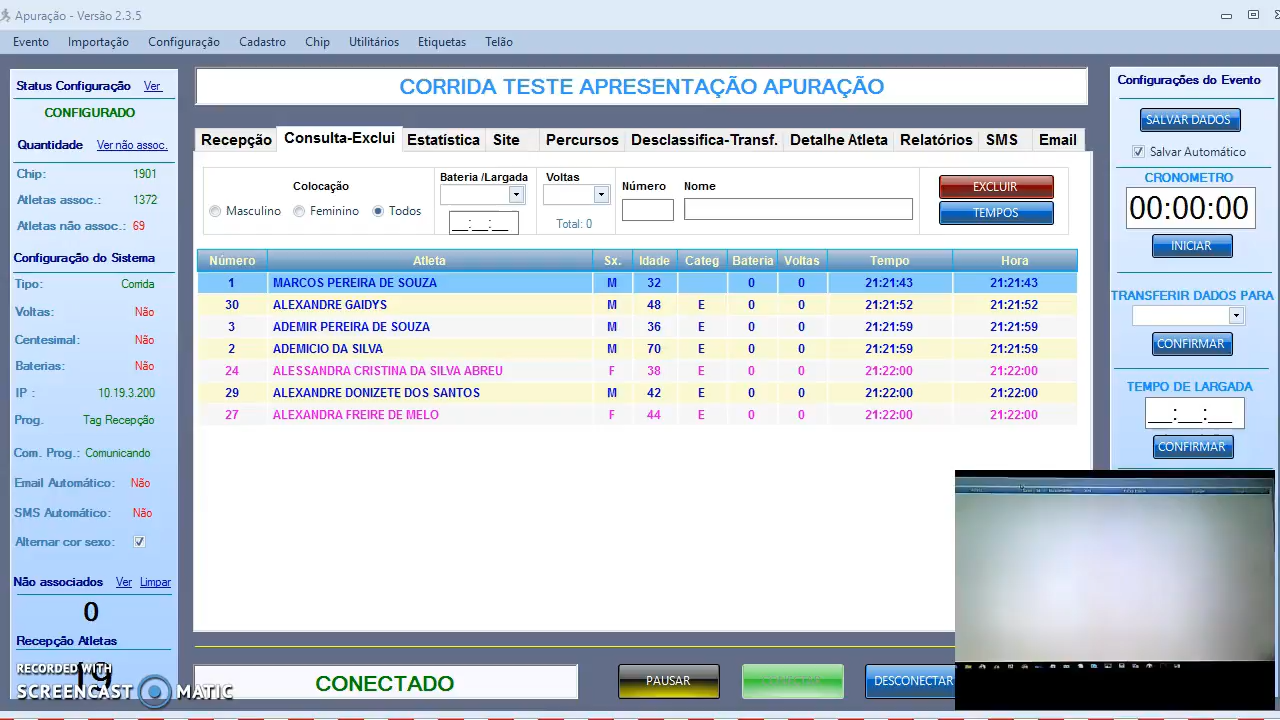 Apuração - Versão 2.3.5
Evento Importação Configuração Cadastro Chip Utilitários Etiquetas Telão
Status Configuração Ver
CONFIGURADO
Quantidade Ver não assoc.
Chip: 1901
Atletas assoc.: 1372
Atletas não assoc.: 69
Configuração do Sistema
Tipo: Corrida
Voltas: Não
Centesimal: Não
Baterias: Não
IP : 10.19.3.200
Prog. Tag Recepção
Com. Prog.: Comunicando
Email Automático: Não
SMS Automático: Não
Alternar cor sexo:
Não associados Ver Limpar
0
Recepção Atletas
19
RECORDED WITH
SCREENCAST MATIC
CORRIDA TESTE APRESENTAÇÃO APURAÇÃO
Recepção Consulta-Exclui Estatística Site Percursos Desclassifica-Transf. Detalhe Atleta Relatórios SMS Email
Colocação
Masculino Feminino Todos
Bateria /Largada
__:__:__
Voltas
Total: 0
Número
Nome
EXCLUIR
TEMPOS
Número Atleta Sx. Idade Categ Bateria Voltas Tempo Hora
1 MARCOS PEREIRA DE SOUZA M 32 0 0 21:21:43 21:21:43
30 ALEXANDRE GAIDYS M 48 E 0 0 21:21:52 21:21:52
3 ADEMIR PEREIRA DE SOUZA M 36 E 0 0 21:21:59 21:21:59
2 ADEMICIO DA SILVA M 70 E 0 0 21:21:59 21:21:59
24 ALESSANDRA CRISTINA DA SILVA ABREU F 38 E 0 0 21:22:00 21:22:00
29 ALEXANDRE DONIZETE DOS SANTOS M 42 E 0 0 21:22:00 21:22:00
27 ALEXANDRA FREIRE DE MELO F 44 E 0 0 21:22:00 21:22:00
CONECTADO
PAUSAR
DESCONECTAR
Configurações do Evento
SALVAR DADOS
Salvar Automático
CRONOMETRO
00:00:00
INICIAR
TRANSFERIR DADOS PARA
CONFIRMAR
TEMPO DE LARGADA
__:__:__
CONFIRMAR